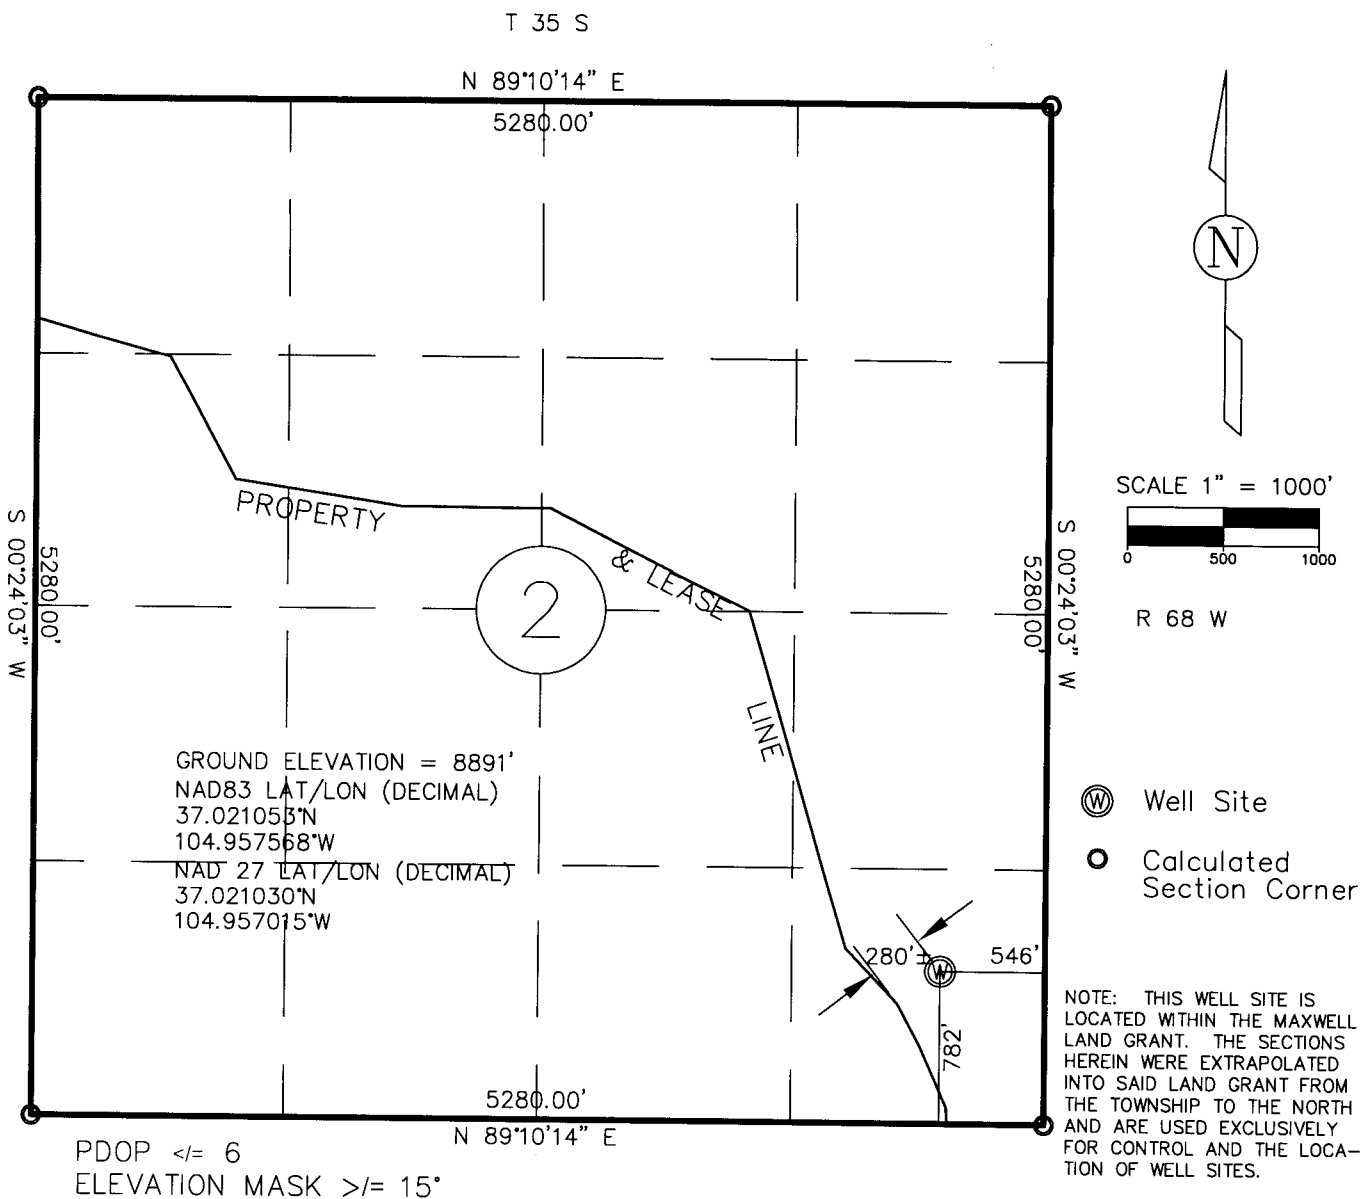 T 35 S
N 89°10'14" E
5280.00'
N
SCALE 1" = 1000'
0 500 1000
R 68 W
PROPERTY
& LEASE
LINE
2
S 00°24'03" W
5280.00'
5280.00'
S 00°24'03" W
GROUND ELEVATION = 8891'
NAD83 LAT/LON (DECIMAL)
37.021053°N
104.957568°W
NAD 27 LAT/LON (DECIMAL)
37.021030°N
104.957015°W
W Well Site
Calculated
Section Corner
280'±
W
546'
782'
NOTE: THIS WELL SITE IS
LOCATED WITHIN THE MAXWELL
LAND GRANT. THE SECTIONS
HEREIN WERE EXTRAPOLATED
INTO SAID LAND GRANT FROM
THE TOWNSHIP TO THE NORTH
AND ARE USED EXCLUSIVELY
FOR CONTROL AND THE LOCA-
TION OF WELL SITES.
5280.00'
N 89°10'14" E
PDOP </= 6
ELEVATION MASK >/= 15°